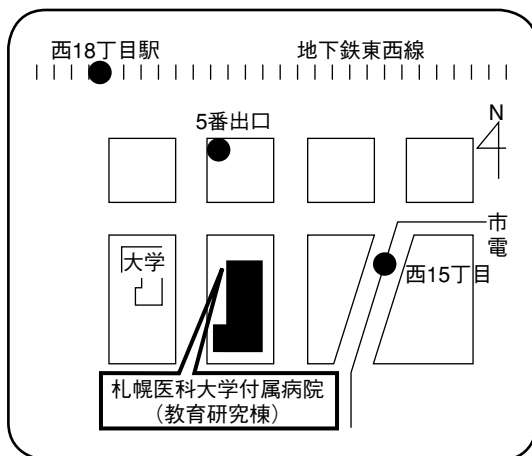 西18丁目駅
地下鉄東西線
5番出口
N
市電
大学
西15丁目
札幌医科大学付属病院
（教育研究棟）